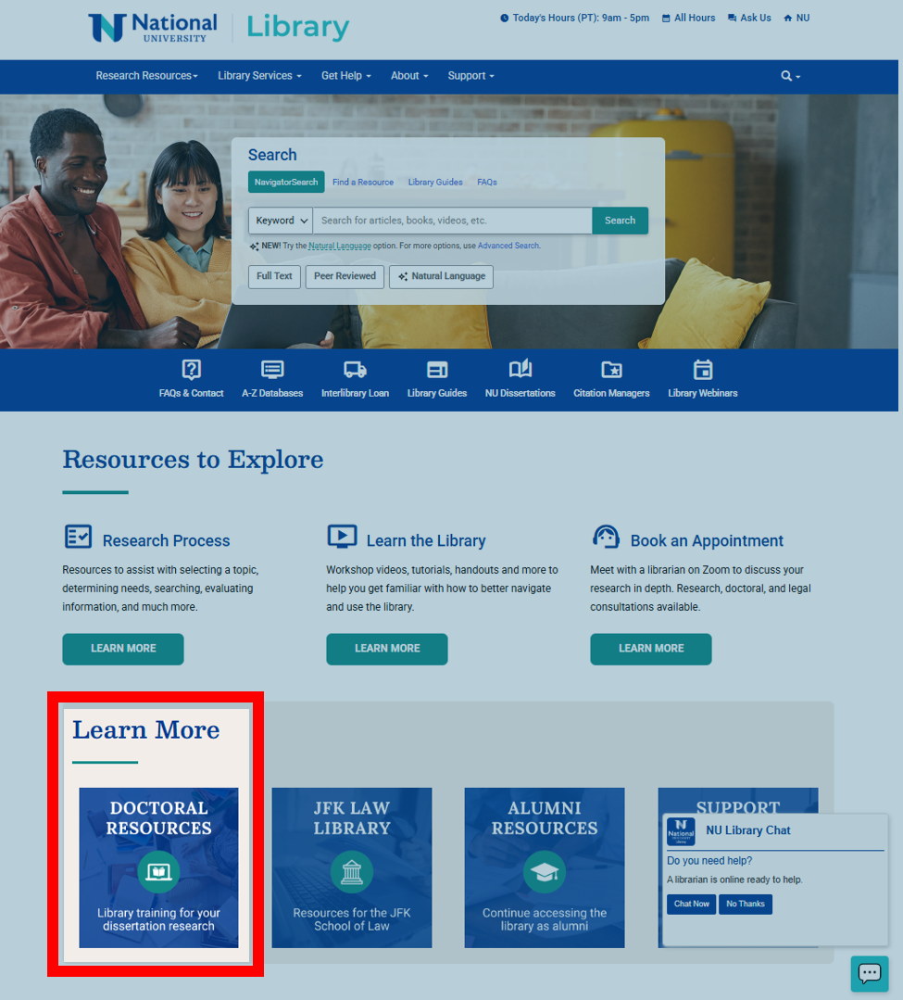 National
UNIVERSITY
Library
Today's Hours (PT): 9am - 5pm
All Hours
Ask Us
NU
Research Resources
Library Services
Get Help
About
Support
Search
NavigatorSearch
Find a Resource
Library Guides
FAQs
Keyword
Search for articles, books, videos, etc.
Search
NEW! Try the Natural Language option. For more options, use Advanced Search.
Full Text
Peer Reviewed
Natural Language
FAQs & Contact
A-Z Databases
Interlibrary Loan
Library Guides
NU Dissertations
Citation Managers
Library Webinars
Resources to Explore
Research Process
Resources to assist with selecting a topic,
determining needs, searching, evaluating
information, and much more.
LEARN MORE
Learn the Library
Workshop videos, tutorials, handouts and more to
help you get familiar with how to better navigate
and use the library.
LEARN MORE
Book an Appointment
Meet with a librarian on Zoom to discuss your
research in depth. Research, doctoral, and legal
consultations available.
LEARN MORE
Learn More
DOCTORAL
RESOURCES
Library training for your
dissertation research
JFK LAW
LIBRARY
Resources for the JFK
School of Law
ALUMNI
RESOURCES
Continue accessing the
library as alumni
SUPPORT
National
NU Library Chat
Do you need help?
A librarian is online ready to help.
Chat Now
No Thanks